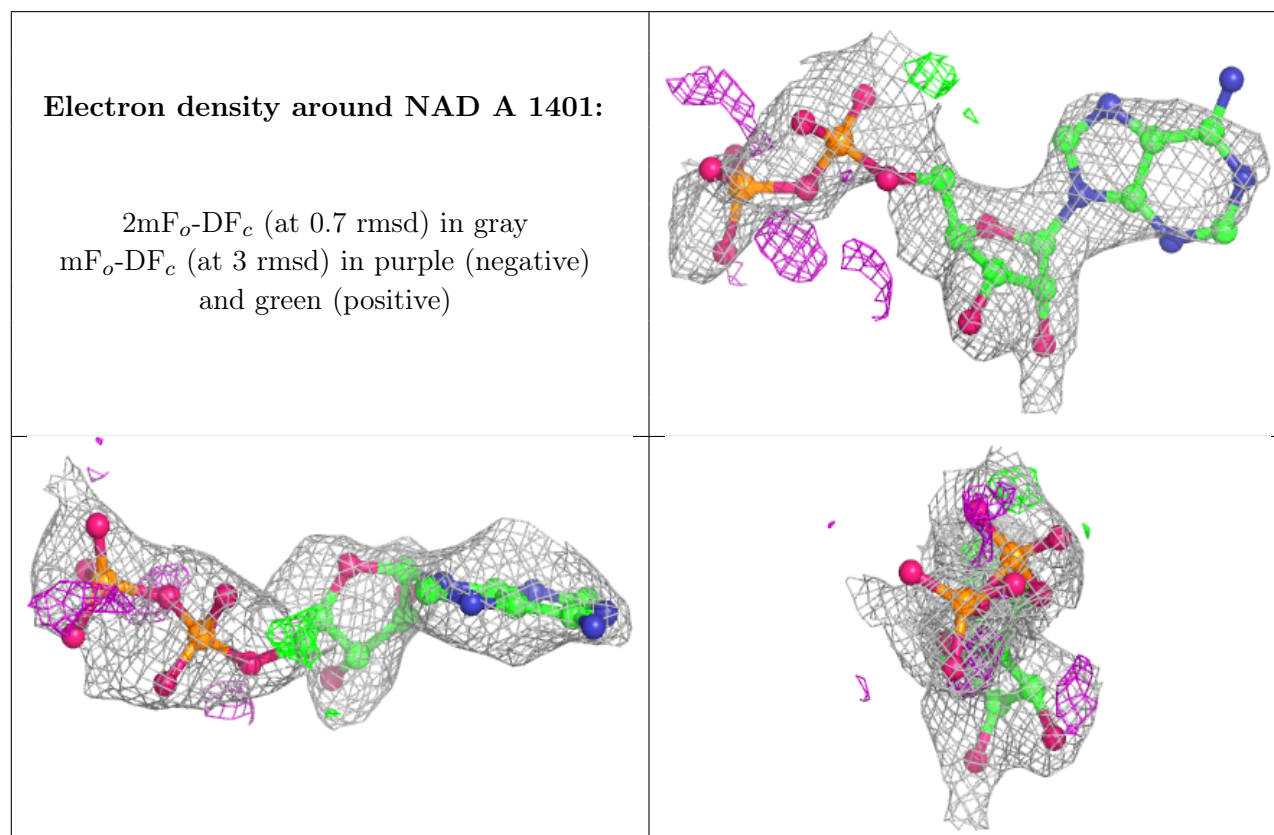 Electron density around NAD A 1401:
2mFₒ-DF𝒸 (at 0.7 rmsd) in gray
mFₒ-DF𝒸 (at 3 rmsd) in purple (negative)
and green (positive)